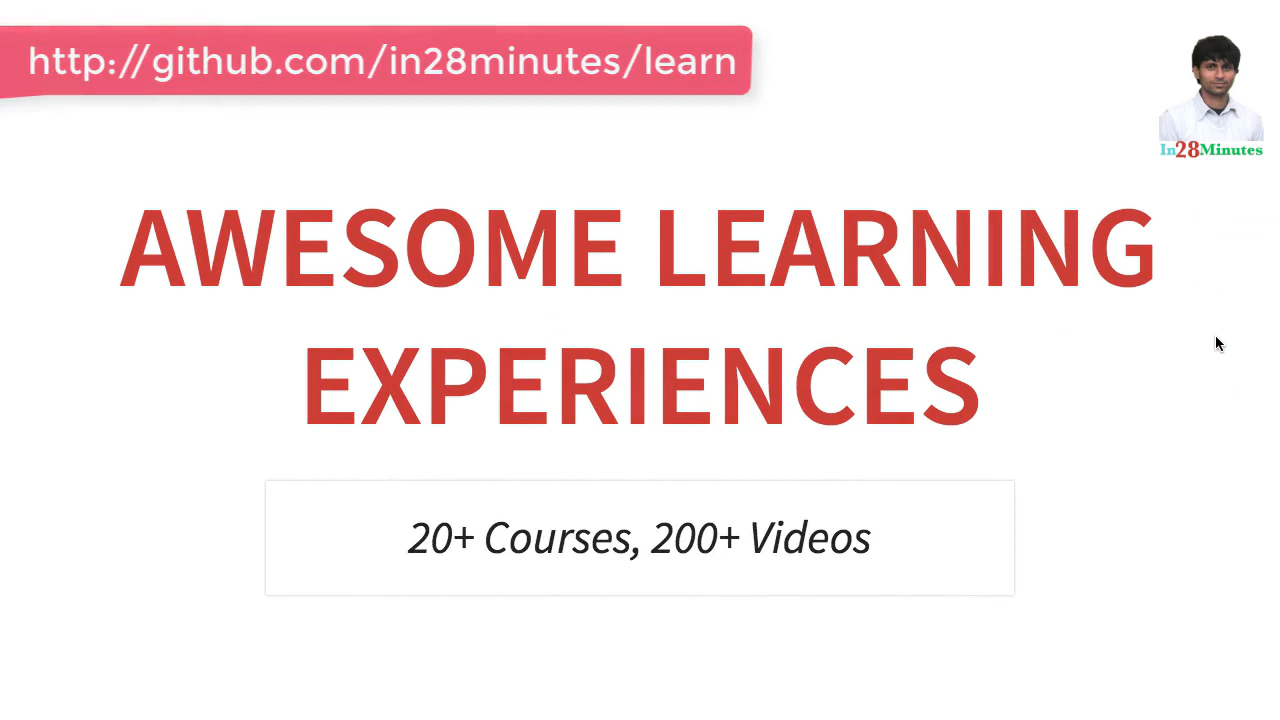 http://github.com/in28minutes/learn
In28Minutes
AWESOME LEARNING
EXPERIENCES
20+ Courses, 200+ Videos